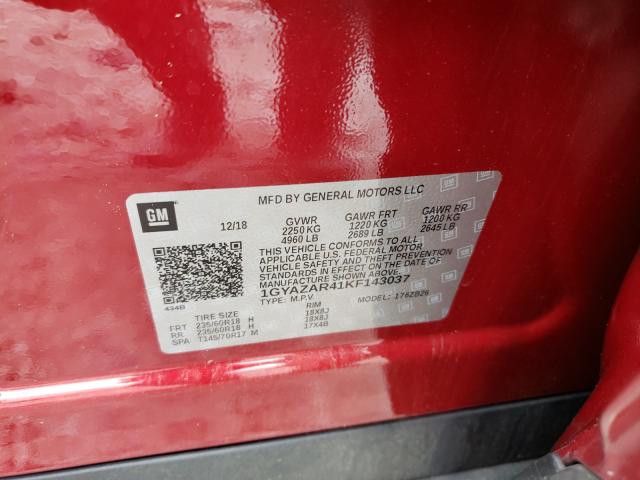 MFD BY GENERAL MOTORS LLC
GM
12/18 GVWR GAWR FRT GAWR RR
2250 KG 1220 KG 1200 KG
4960 LB 2689 LB 2645 LB
THIS VEHICLE CONFORMS TO ALL
APPLICABLE U.S. FEDERAL MOTOR
VEHICLE SAFETY, BUMPER, AND THEFT
PREVENTION STANDARDS IN EFFECT
ON THE DATE OF
MANUFACTURE SHOWN ABOVE.
1GYAZAR41KF143037
TYPE: M.P.V. MODEL: 176ZB26
434B
TIRE SIZE RIM
FRT 235/60R18 H 18X8J
RR 235/60R18 H 18X8J
SPA T145/70R17 M 17X4B